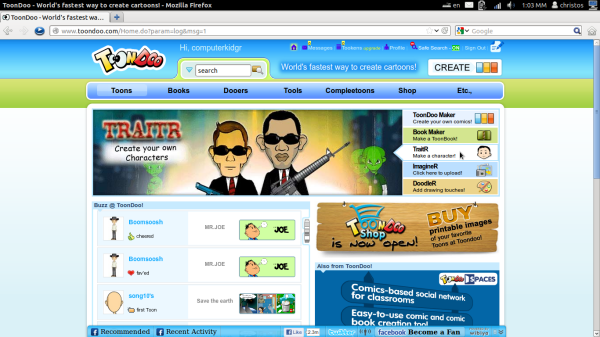 ToonDoo - World's fastest way to create cartoons! - Mozilla Firefox
en
1:03 MM
christos
ToonDoo - World's fastest wa...
www.toondoo.com/Home.do?param=log&msg=!
Google
TOONDOO
Hi, computerkidgr
Messages
upgrade
Profile
Safe Search
On
Sign Out
search
World's fastest way to create cartoons!
CREATE
Toons
Books
Dooers
Tools
Compleetoons
Shop
Etc.,
TRAITR
Create your own
Characters
ToonDoo Maker
Create your own comics!
Book Maker
Make a ToonBook!
TraitR
Make a character!
ImagineR
Click here to upload!
DoodleR
Add drawing touches!
Buzz @ ToonDoo!
Boomsoosh
cheered
MR.JOE
JOE
Boomsoosh
fav'ed
MR.JOE
JOE
song10's
first Toon
Save the earth
TOONDOO
Shop
is now open!
BUY
printable images
of your favorite
Toons at Toondoo!
Also from ToonDoo!
ToonDoo SPACES
Comics-based social network
for classrooms
Easy-to-use comic and comic
book creation tool
Recommended
Recent Activity
Like
2.3m
twitter
facebook
Become a Fan
wibiya